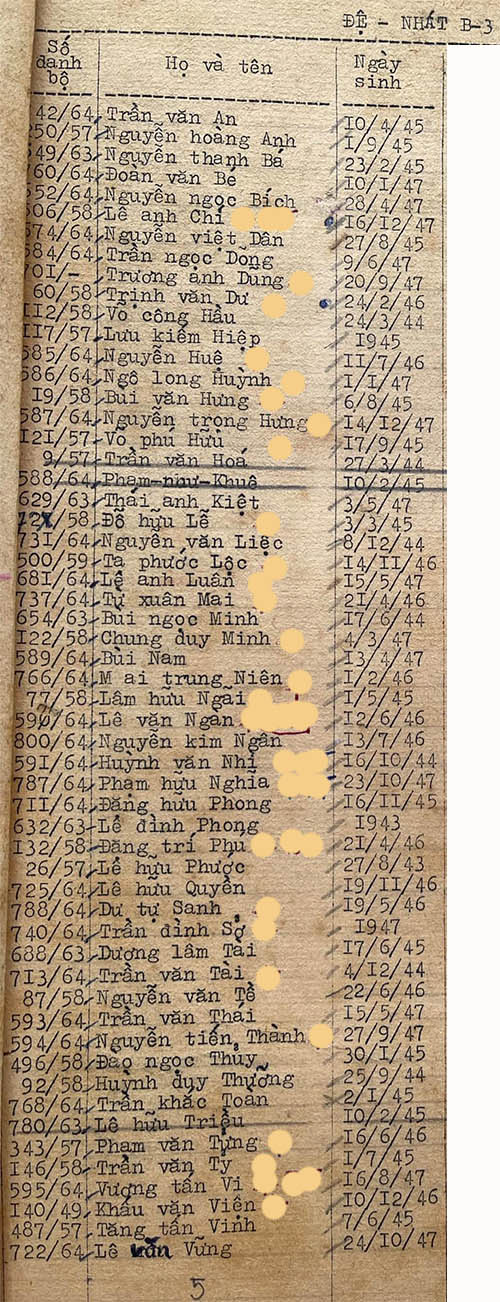 ĐỆ - NHẤT B-3
Số danh bộ Họ và tên Ngày sinh
42/64 Trần văn An 10/4/45
250/57 Nguyễn hoàng Anh 1/9/45
549/63 Nguyễn thanh Bá 23/2/45
60/64 Đoàn văn Bé 10/1/47
552/64 Nguyễn ngọc Bích 28/4/47
506/58 Lê anh Chí 16/12/47
574/64 Nguyễn việt Dân 27/8/45
584/64 Trần ngọc Dong 9/6/47
701/- Trương anh Dũng 20/9/47
60/58 Trịnh văn Dư 24/2/46
112/58 Võ công Hầu 24/3/44
117/57 Lưu kiếm Hiệp 1945
585/64 Nguyễn Huê 11/7/46
586/64 Ngô long Huỳnh 1/1/47
19/58 Bùi văn Hưng 6/8/45
587/64 Nguyễn trọng Hưng 14/12/47
121/57 Võ phú Hữu 17/9/45
9/57 Trần văn Hoá 27/3/44
588/64 Phạm như Khuê 10/2/45
629/63 Thái anh Kiệt 3/5/47
/58 Đỗ hữu Lễ 3/3/45
731/64 Nguyễn văn Liệc 8/12/44
500/59 Tạ phước Lộc 14/11/46
681/64 Lê anh Luân 15/5/47
737/64 Từ xuân Mai 21/4/46
654/63 Bùi ngọc Minh 17/6/44
122/58 Chung duy Minh 4/3/47
589/64 Bùi Nam 13/4/47
766/64 M ai trung Niên 1/2/46
77/58 Lâm hữu Ngãi 1/5/45
590/64 Lê văn Ngàn 12/6/46
800/64 Nguyễn kim Ngân 13/7/46
591/64 Huỳnh văn Nhi 16/10/44
787/64 Phạm hữu Nghĩa 23/10/47
711/64 Đặng hưu Phong 16/11/45
632/63 Lê đình Phong 1943
132/58 Đặng trí Phu 21/4/46
26/57 Lê hữu Phước 27/8/43
725/64 Lê hữu Quyền 19/11/46
788/64 Dư tự Sanh 19/5/46
740/64 Trần đình Sợ 1947
688/63 Dương lâm Tài 17/6/45
713/64 Trần văn Tài 4/12/44
87/58 Nguyễn văn Tề 22/6/46
593/64 Trần văn Thái 15/5/47
594/64 Nguyễn tiến Thành 27/9/47
496/58 Đào ngọc Thúy 30/1/45
92/58 Huỳnh duy Thưởng 25/9/44
768/64 Trần khắc Toàn 2/1/45
780/63 Lê hữu Triệu 10/2/45
343/57 Phạm văn Tựng 16/6/46
146/58 Trần văn Tỷ 1/7/45
595/64 Vương tấn Vi 16/8/47
140/49 Khấu văn Viên 10/12/46
487/57 Tăng tấn Vinh 7/6/45
722/64 Lê văn Vững 24/10/47
5